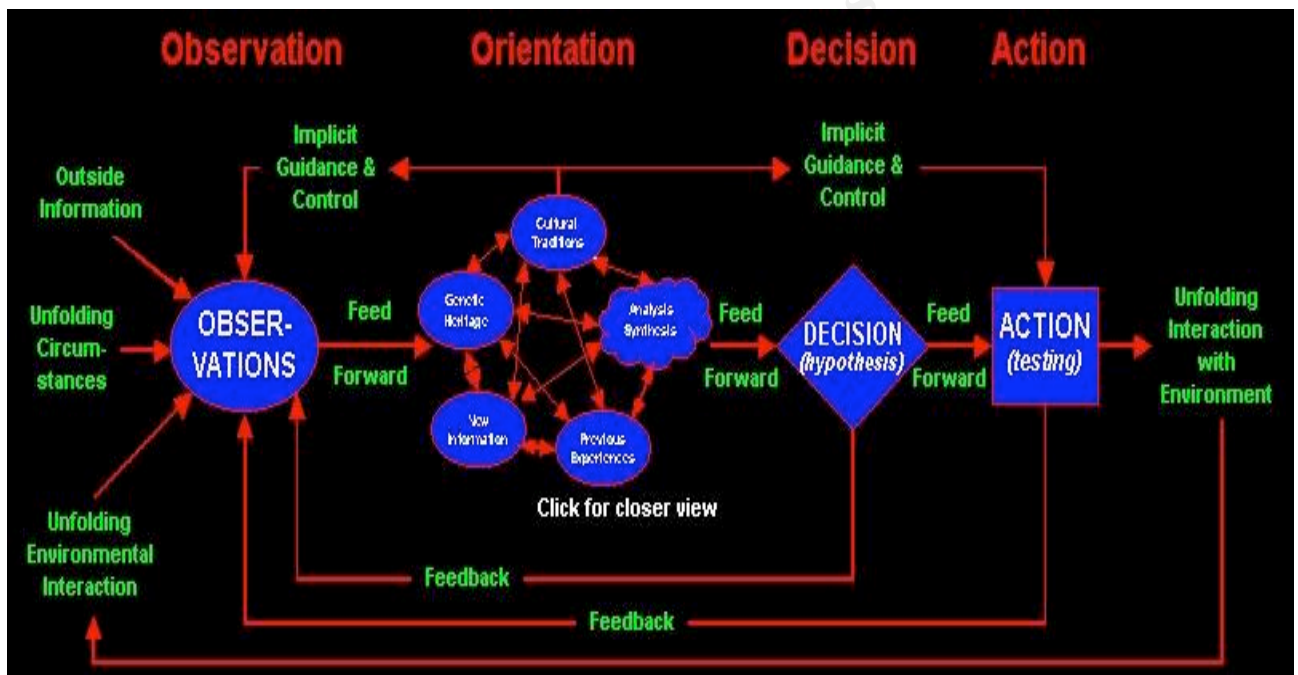 Observation
Orientation
Decision
Action
Implicit
Guidance &
Control
Implicit
Guidance &
Control
Outside
Information
Unfolding
Circum-
stances
Unfolding
Environmental
Interaction
OBSER-
VATIONS
Feed
Forward
Cultural
Traditions
Genetic
Heritage
Analysis
Synthesis
New
Information
Previous
Experiences
Click for closer view
Feed
Forward
DECISION
(hypothesis)
Feed
Forward
ACTION
(testing)
Unfolding
Interaction
with
Environment
Feedback
Feedback